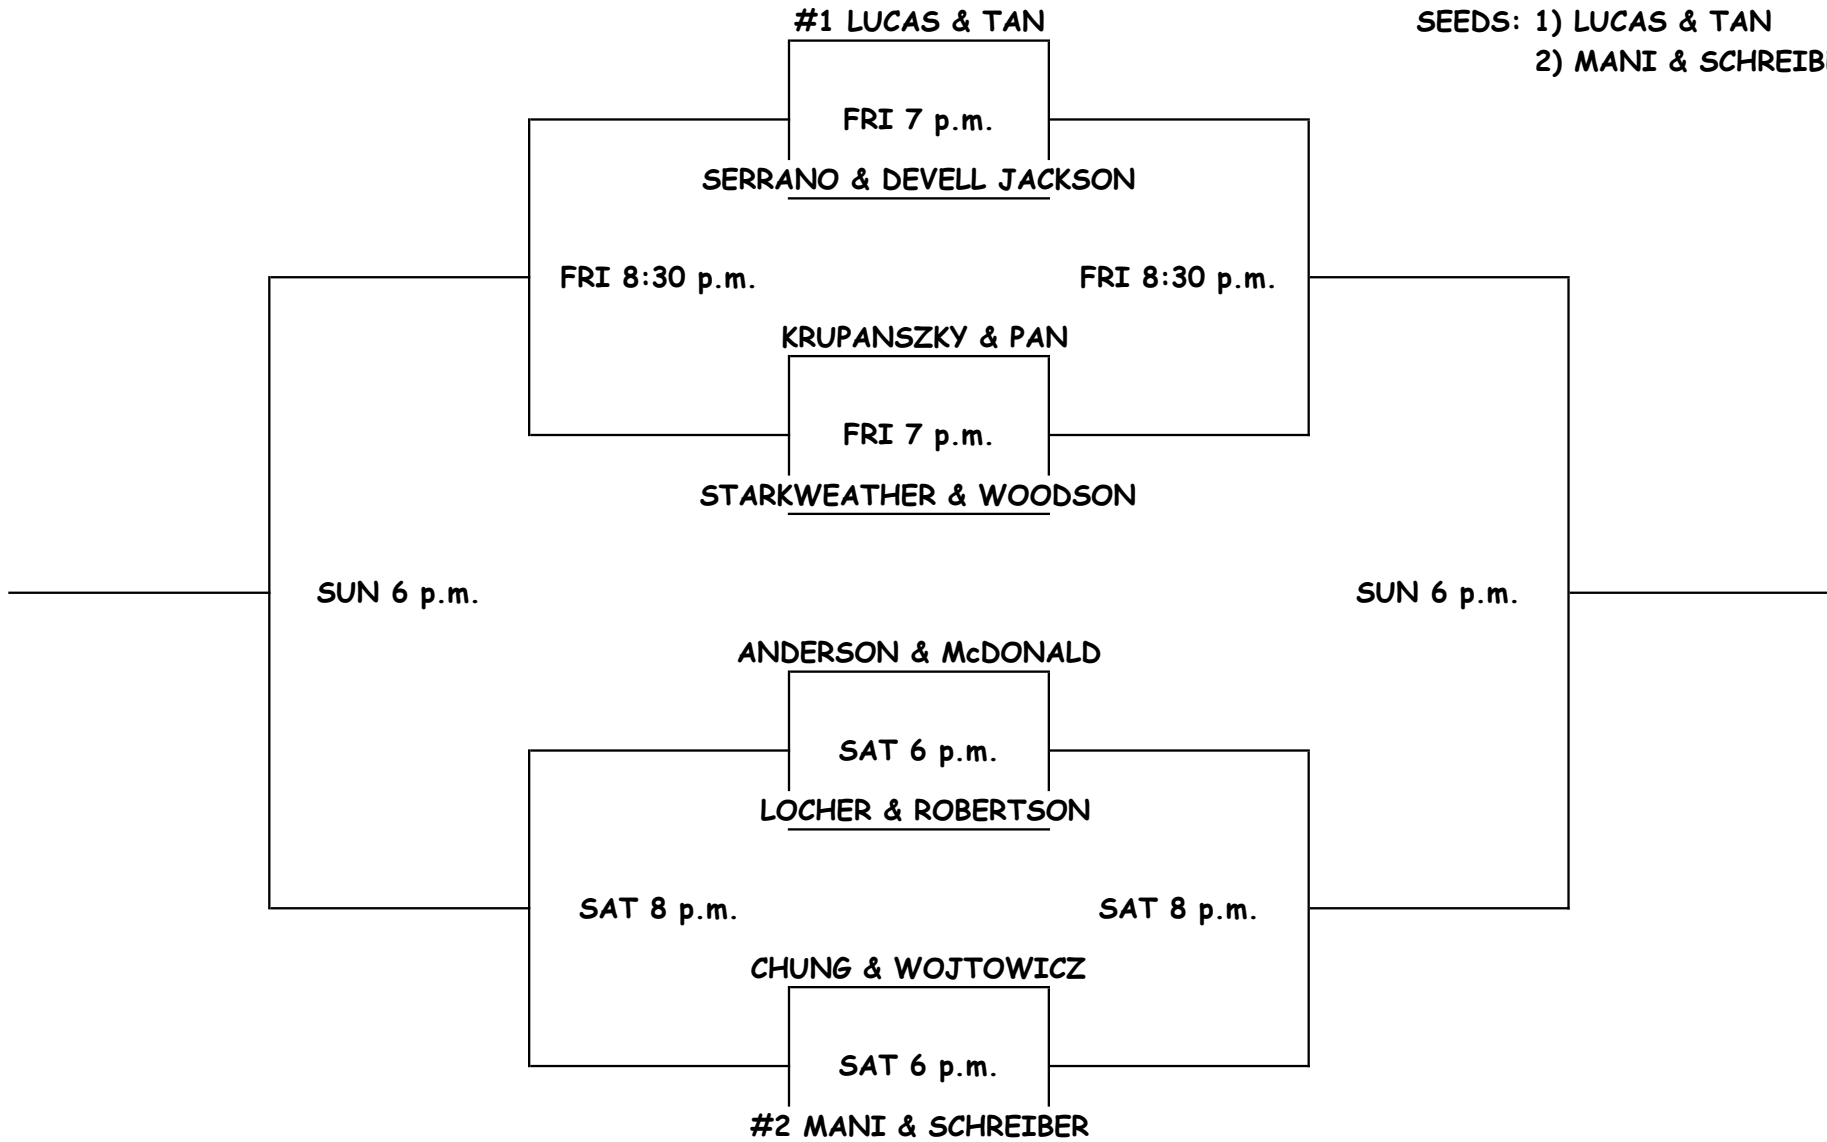 #1 LUCAS & TAN
SEEDS: 1) LUCAS & TAN
2) MANI & SCHREIB
FRI 7 p.m.
SERRANO & DEVELL JACKSON
FRI 8:30 p.m. FRI 8:30 p.m.
KRUPANSZKY & PAN
FRI 7 p.m.
STARKWEATHER & WOODSON
SUN 6 p.m. SUN 6 p.m.
ANDERSON & McDONALD
SAT 6 p.m.
LOCHER & ROBERTSON
SAT 8 p.m. SAT 8 p.m.
CHUNG & WOJTOWICZ
SAT 6 p.m.
#2 MANI & SCHREIBER